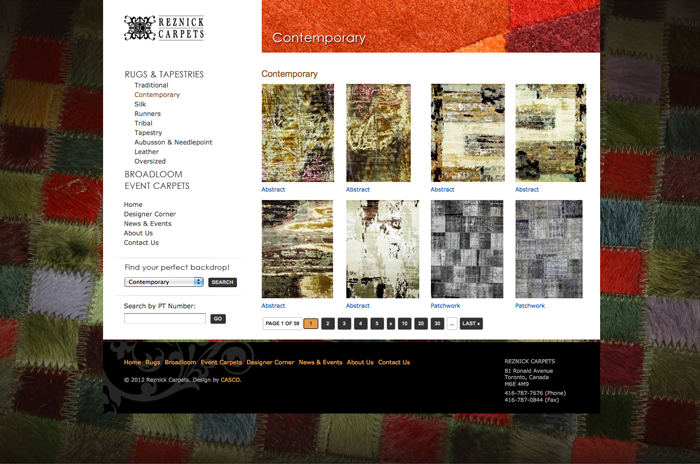 REZNICK
CARPETS
Contemporary
RUGS & TAPESTRIES
Traditional
Contemporary
Silk
Runners
Tribal
Tapestry
Aubusson & Needlepoint
Leather
Oversized
BROADLOOM
EVENT CARPETS
Home
Designer Corner
News & Events
About Us
Contact Us
Find your perfect backdrop!
Contemporary SEARCH
Search by PT Number:
GO
Contemporary
Abstract Abstract Abstract Abstract
Abstract Abstract Patchwork Patchwork
PAGE 1 OF 59 1 2 3 4 5 » 10 20 30 ... LAST »
Home Rugs Broadloom Event Carpets Designer Corner News & Events About Us Contact Us
© 2012 Reznick Carpets. Design by CASCO.
REZNICK CARPETS
81 Ronald Avenue
Toronto, Canada
M6E 4M9
416-787-7676 (Phone)
416-787-0844 (Fax)